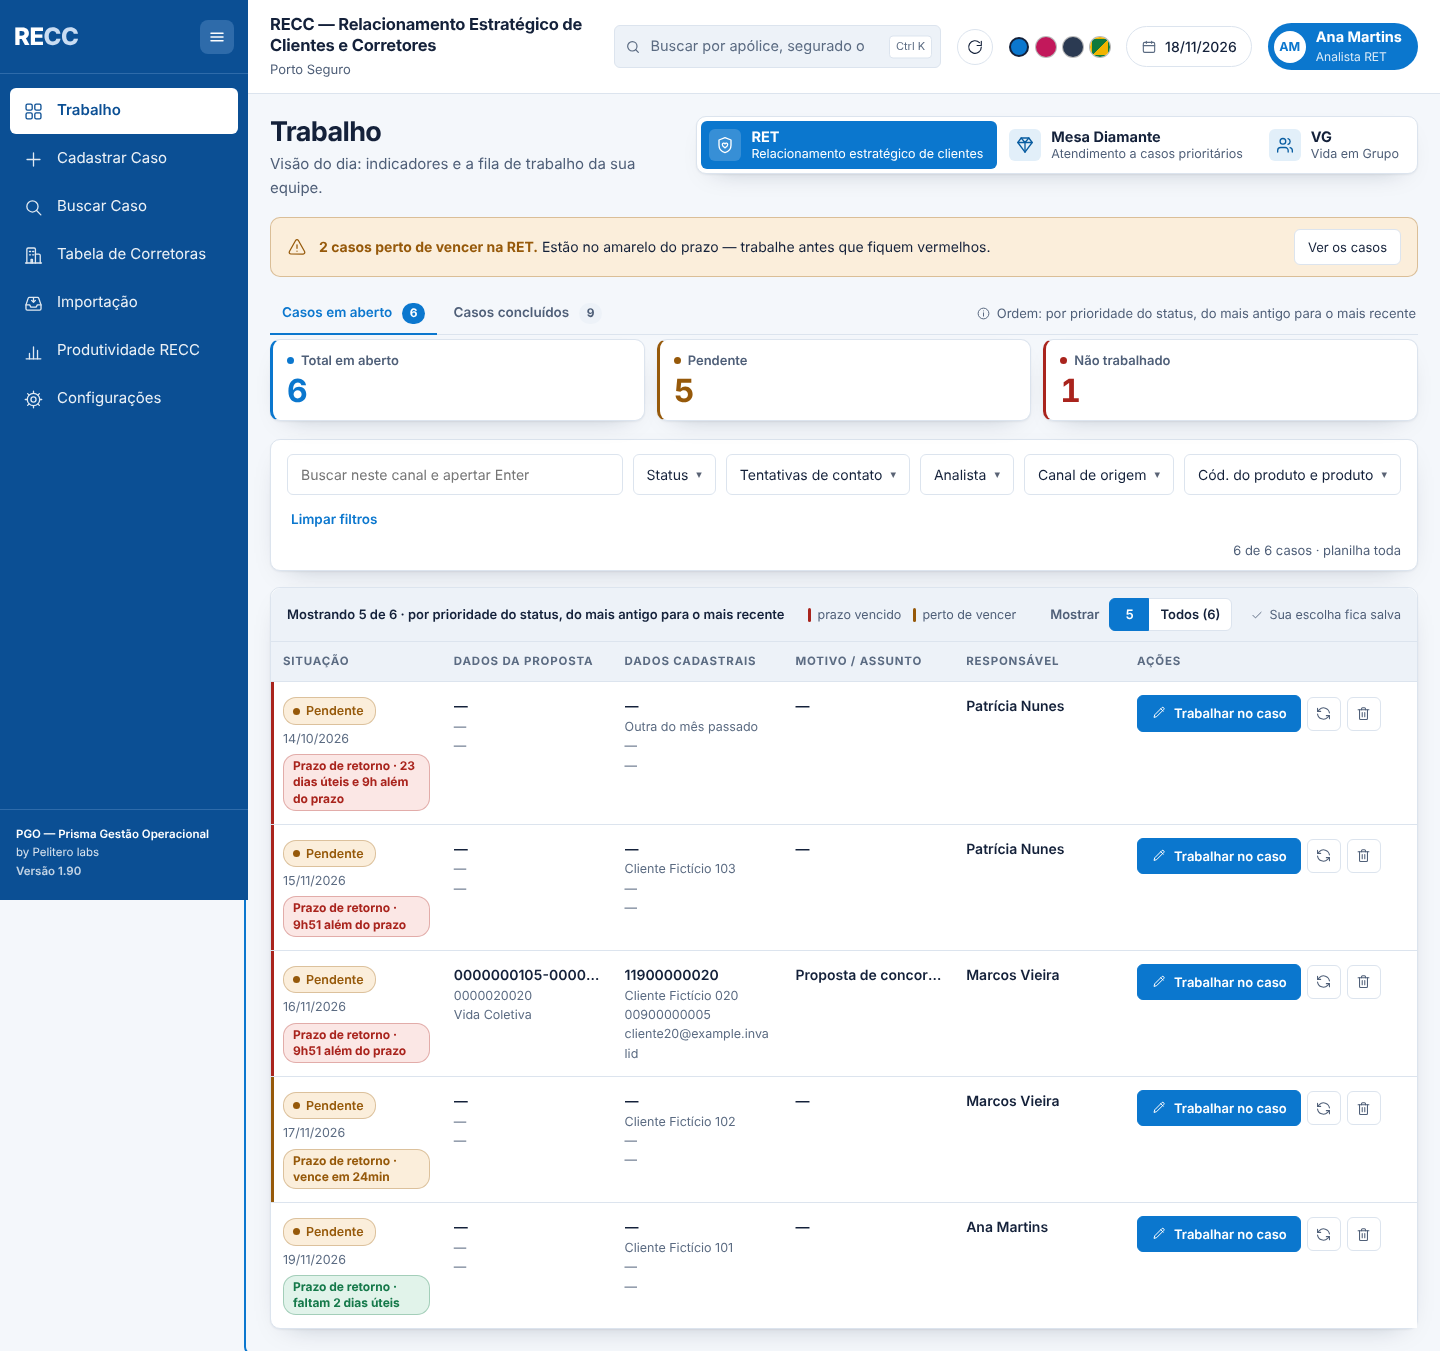 RECC
Trabalho
Cadastrar Caso
Buscar Caso
Tabela de Corretoras
Importação
Produtividade RECC
Configurações
PGO — Prisma Gestão Operacional
by Pelitero labs
Versão 1.90
RECC — Relacionamento Estratégico de
Clientes e Corretores
Porto Seguro
Buscar por apólice, segurado o
Ctrl K
18/11/2026
AM
Ana Martins
Analista RET
Trabalho
Visão do dia: indicadores e a fila de trabalho da sua
equipe.
RET
Relacionamento estratégico de clientes
Mesa Diamante
Atendimento a casos prioritários
VG
Vida em Grupo
2 casos perto de vencer na RET. Estão no amarelo do prazo — trabalhe antes que fiquem vermelhos.
Ver os casos
Casos em aberto 6
Casos concluídos 9
Ordem: por prioridade do status, do mais antigo para o mais recente
Total em aberto
6
Pendente
5
Não trabalhado
1
Buscar neste canal e apertar Enter
Status
Tentativas de contato
Analista
Canal de origem
Cód. do produto e produto
Limpar filtros
6 de 6 casos · planilha toda
Mostrando 5 de 6 · por prioridade do status, do mais antigo para o mais recente
prazo vencido
perto de vencer
Mostrar
5
Todos (6)
Sua escolha fica salva
SITUAÇÃO
DADOS DA PROPOSTA
DADOS CADASTRAIS
MOTIVO / ASSUNTO
RESPONSÁVEL
AÇÕES
Pendente
14/10/2026
Prazo de retorno · 23
dias úteis e 9h além
do prazo
—
—
—
—
Outra do mês passado
—
—
—
Patrícia Nunes
Trabalhar no caso
Pendente
15/11/2026
Prazo de retorno ·
9h51 além do prazo
—
—
—
—
Cliente Fictício 103
—
—
—
Patrícia Nunes
Trabalhar no caso
Pendente
16/11/2026
Prazo de retorno ·
9h51 além do prazo
0000000105-0000...
0000020020
Vida Coletiva
11900000020
Cliente Fictício 020
00900000005
cliente20@example.inva
lid
Proposta de concor...
Marcos Vieira
Trabalhar no caso
Pendente
17/11/2026
Prazo de retorno ·
vence em 24min
—
—
—
—
Cliente Fictício 102
—
—
—
Marcos Vieira
Trabalhar no caso
Pendente
19/11/2026
Prazo de retorno ·
faltam 2 dias úteis
—
—
—
—
Cliente Fictício 101
—
—
—
Ana Martins
Trabalhar no caso